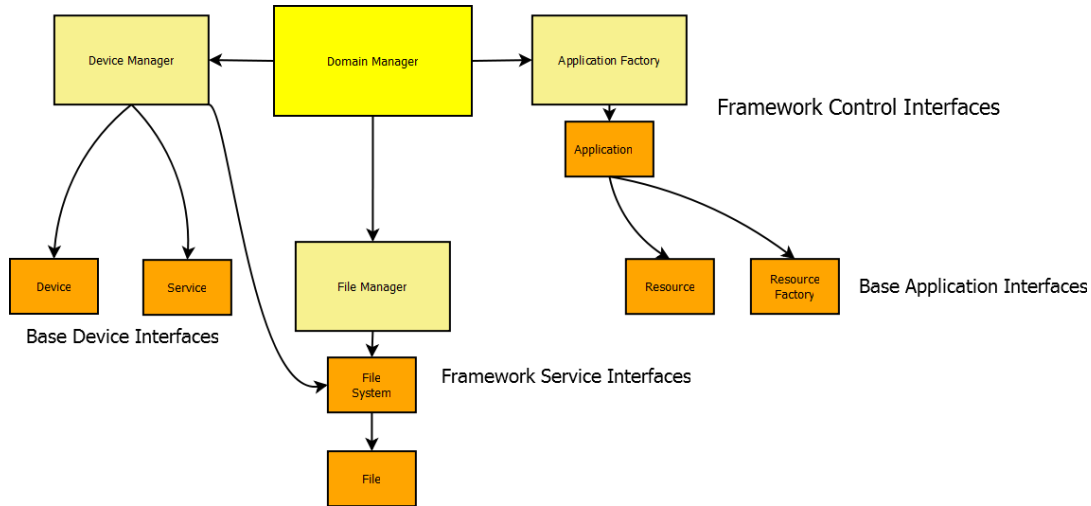 Device Manager
Domain Manager
Application Factory
Framework Control Interfaces
Application
Device
Service
File Manager
Resource
Resource
Factory
Base Application Interfaces
Base Device Interfaces
File
System
Framework Service Interfaces
File